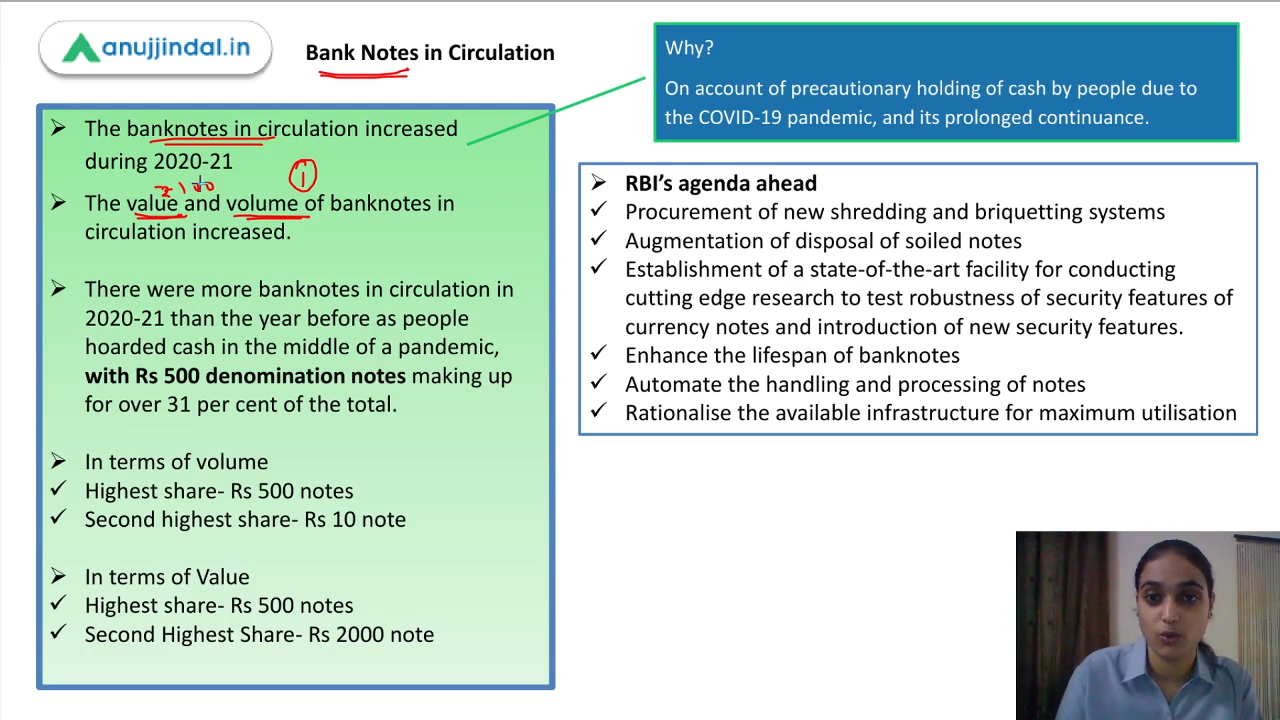 anujjindal.in
Bank Notes in Circulation
Why?
On account of precautionary holding of cash by people due to
the COVID-19 pandemic, and its prolonged continuance.
The banknotes in circulation increased
during 2020-21
1
The value and volume of banknotes in
circulation increased.
There were more banknotes in circulation in
2020-21 than the year before as people
hoarded cash in the middle of a pandemic,
with Rs 500 denomination notes making up
for over 31 per cent of the total.
In terms of volume
Highest share- Rs 500 notes
Second highest share- Rs 10 note
In terms of Value
Highest share- Rs 500 notes
Second Highest Share- Rs 2000 note
RBI's agenda ahead
Procurement of new shredding and briquetting systems
Augmentation of disposal of soiled notes
Establishment of a state-of-the-art facility for conducting
cutting edge research to test robustness of security features of
currency notes and introduction of new security features.
Enhance the lifespan of banknotes
Automate the handling and processing of notes
Rationalise the available infrastructure for maximum utilisation